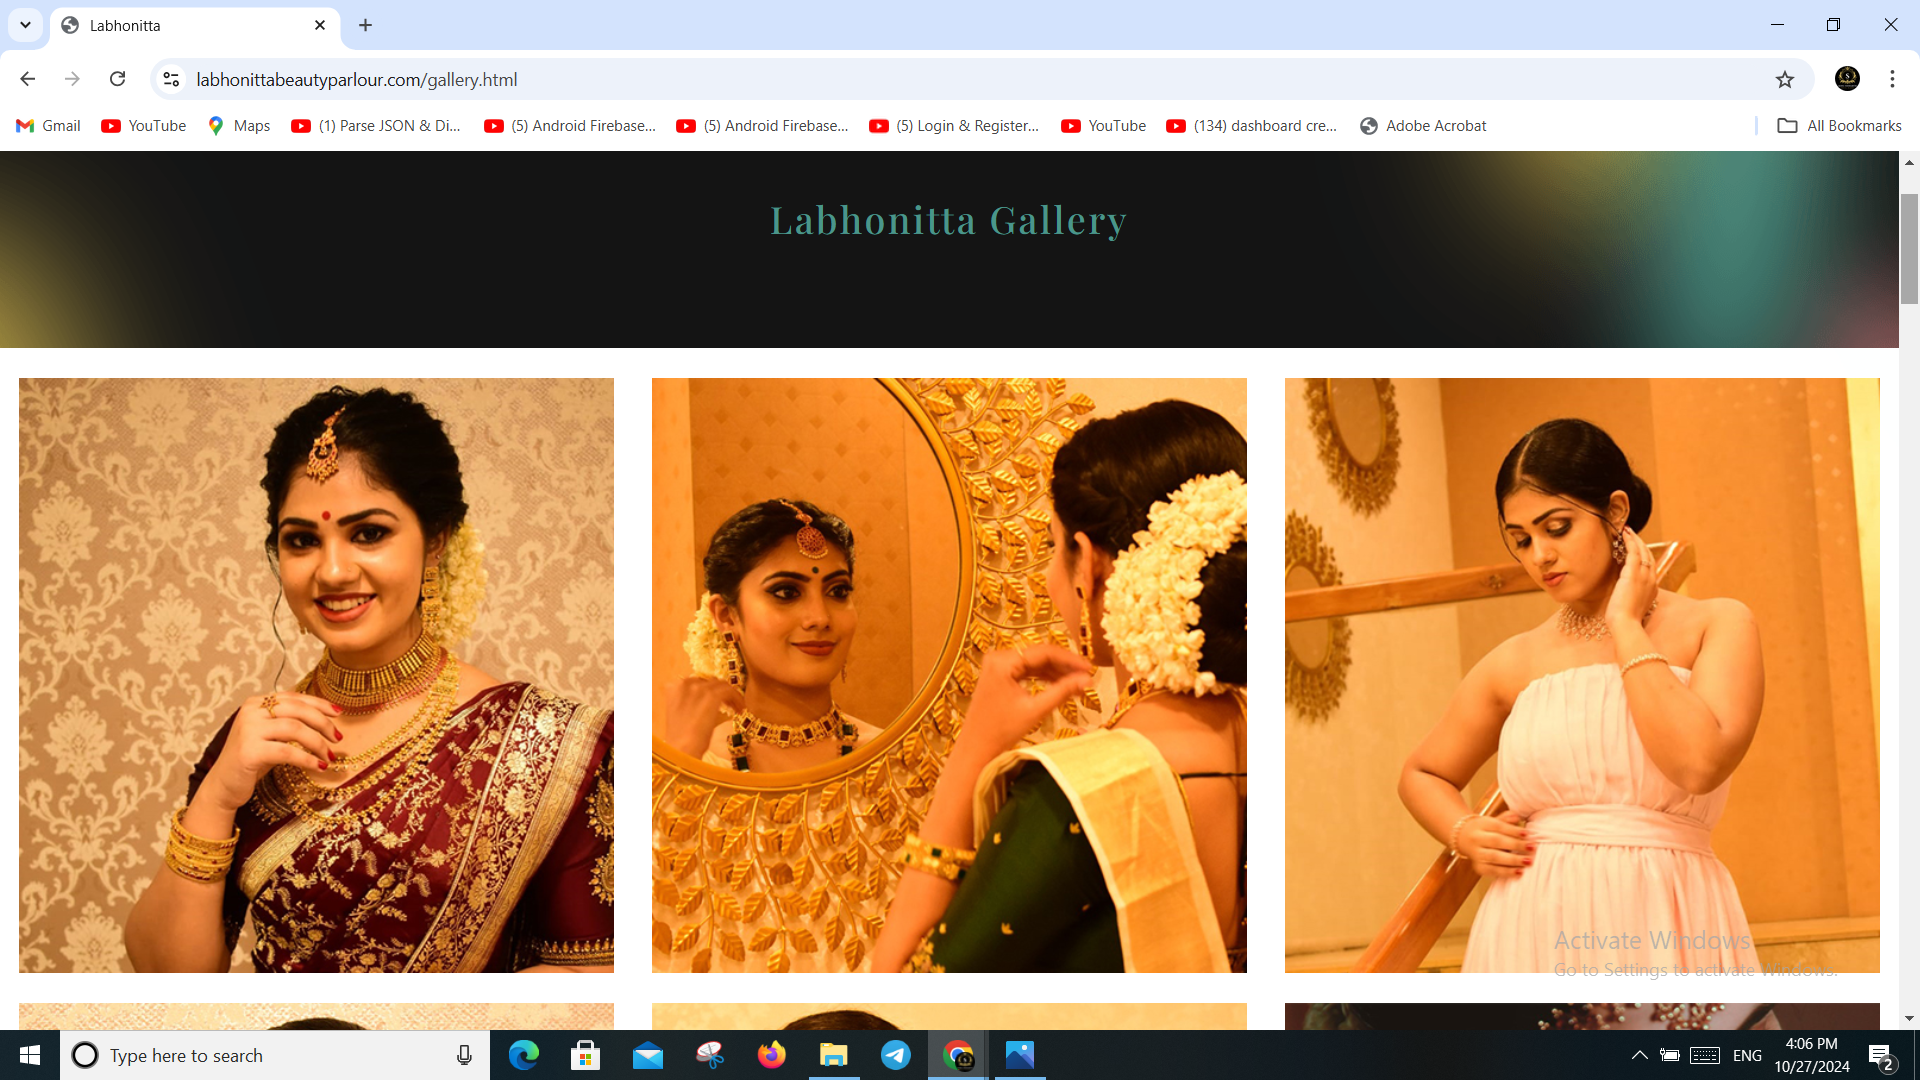 Labhonitta
labhonittabeautyparlour.com/gallery.html
Gmail YouTube Maps (1) Parse JSON & Di... (5) Android Firebase... (5) Android Firebase... (5) Login & Register... YouTube (134) dashboard cre... Adobe Acrobat All Bookmarks
Labhonitta Gallery
Activate Windows
Go to Settings to activate Windows.
Type here to search
ENG
4:06 PM
10/27/2024
2